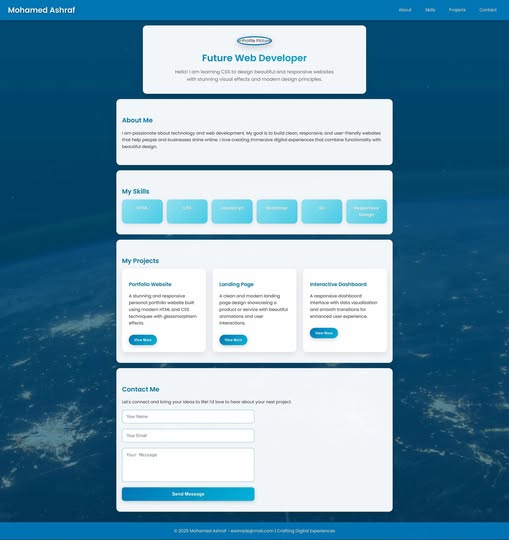 Mohamed Ashraf
About Skills Projects Contact
Profile Picture
Future Web Developer
Hello! I am learning CSS to design beautiful and responsive websites
with stunning visual effects and modern design principles.
About Me
I am passionate about technology and web development. My goal is to build clean, responsive, and user-friendly websites
that help people and businesses shine online. I love creating immersive digital experiences that combine functionality with
beautiful design.
My Skills
HTML
CSS
JavaScript
Bootstrap
Responsive
Design
My Projects
Portfolio Website
A stunning and responsive
personal portfolio website built
using modern HTML and CSS
techniques with glassmorphism
effects.
View More
Landing Page
A clean and modern landing
page design showcasing a
product or service with beautiful
animations and user
interactions.
View More
Interactive Dashboard
A responsive dashboard
interface with data visualization
and smooth transitions for
enhanced user experience.
View More
Contact Me
Let's connect and bring your ideas to life! I'd love to hear about your next project.
Your Name
Your Email
Your Message
Send Message
© 2025 Mohamed Ashraf - example@mail.com | Crafting Digital Experiences